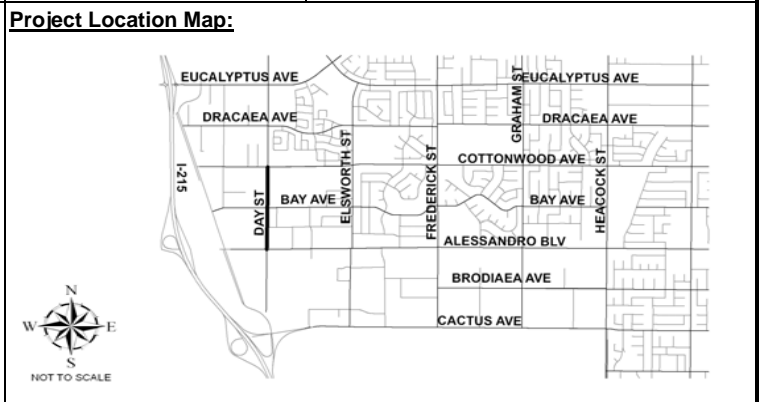 Project Location Map:
EUCALYPTUS AVE
EUCALYPTUS AVE
DRACAEA AVE
DRACAEA AVE
GRAHAM ST
COTTONWOOD AVE
I-215
DAY ST
BAY AVE
ELSWORTH ST
FREDERICK ST
BAY AVE
HEACOCK ST
ALESSANDRO BLV
BRODIAEA AVE
CACTUS AVE
N
W
E
S
NOT TO SCALE